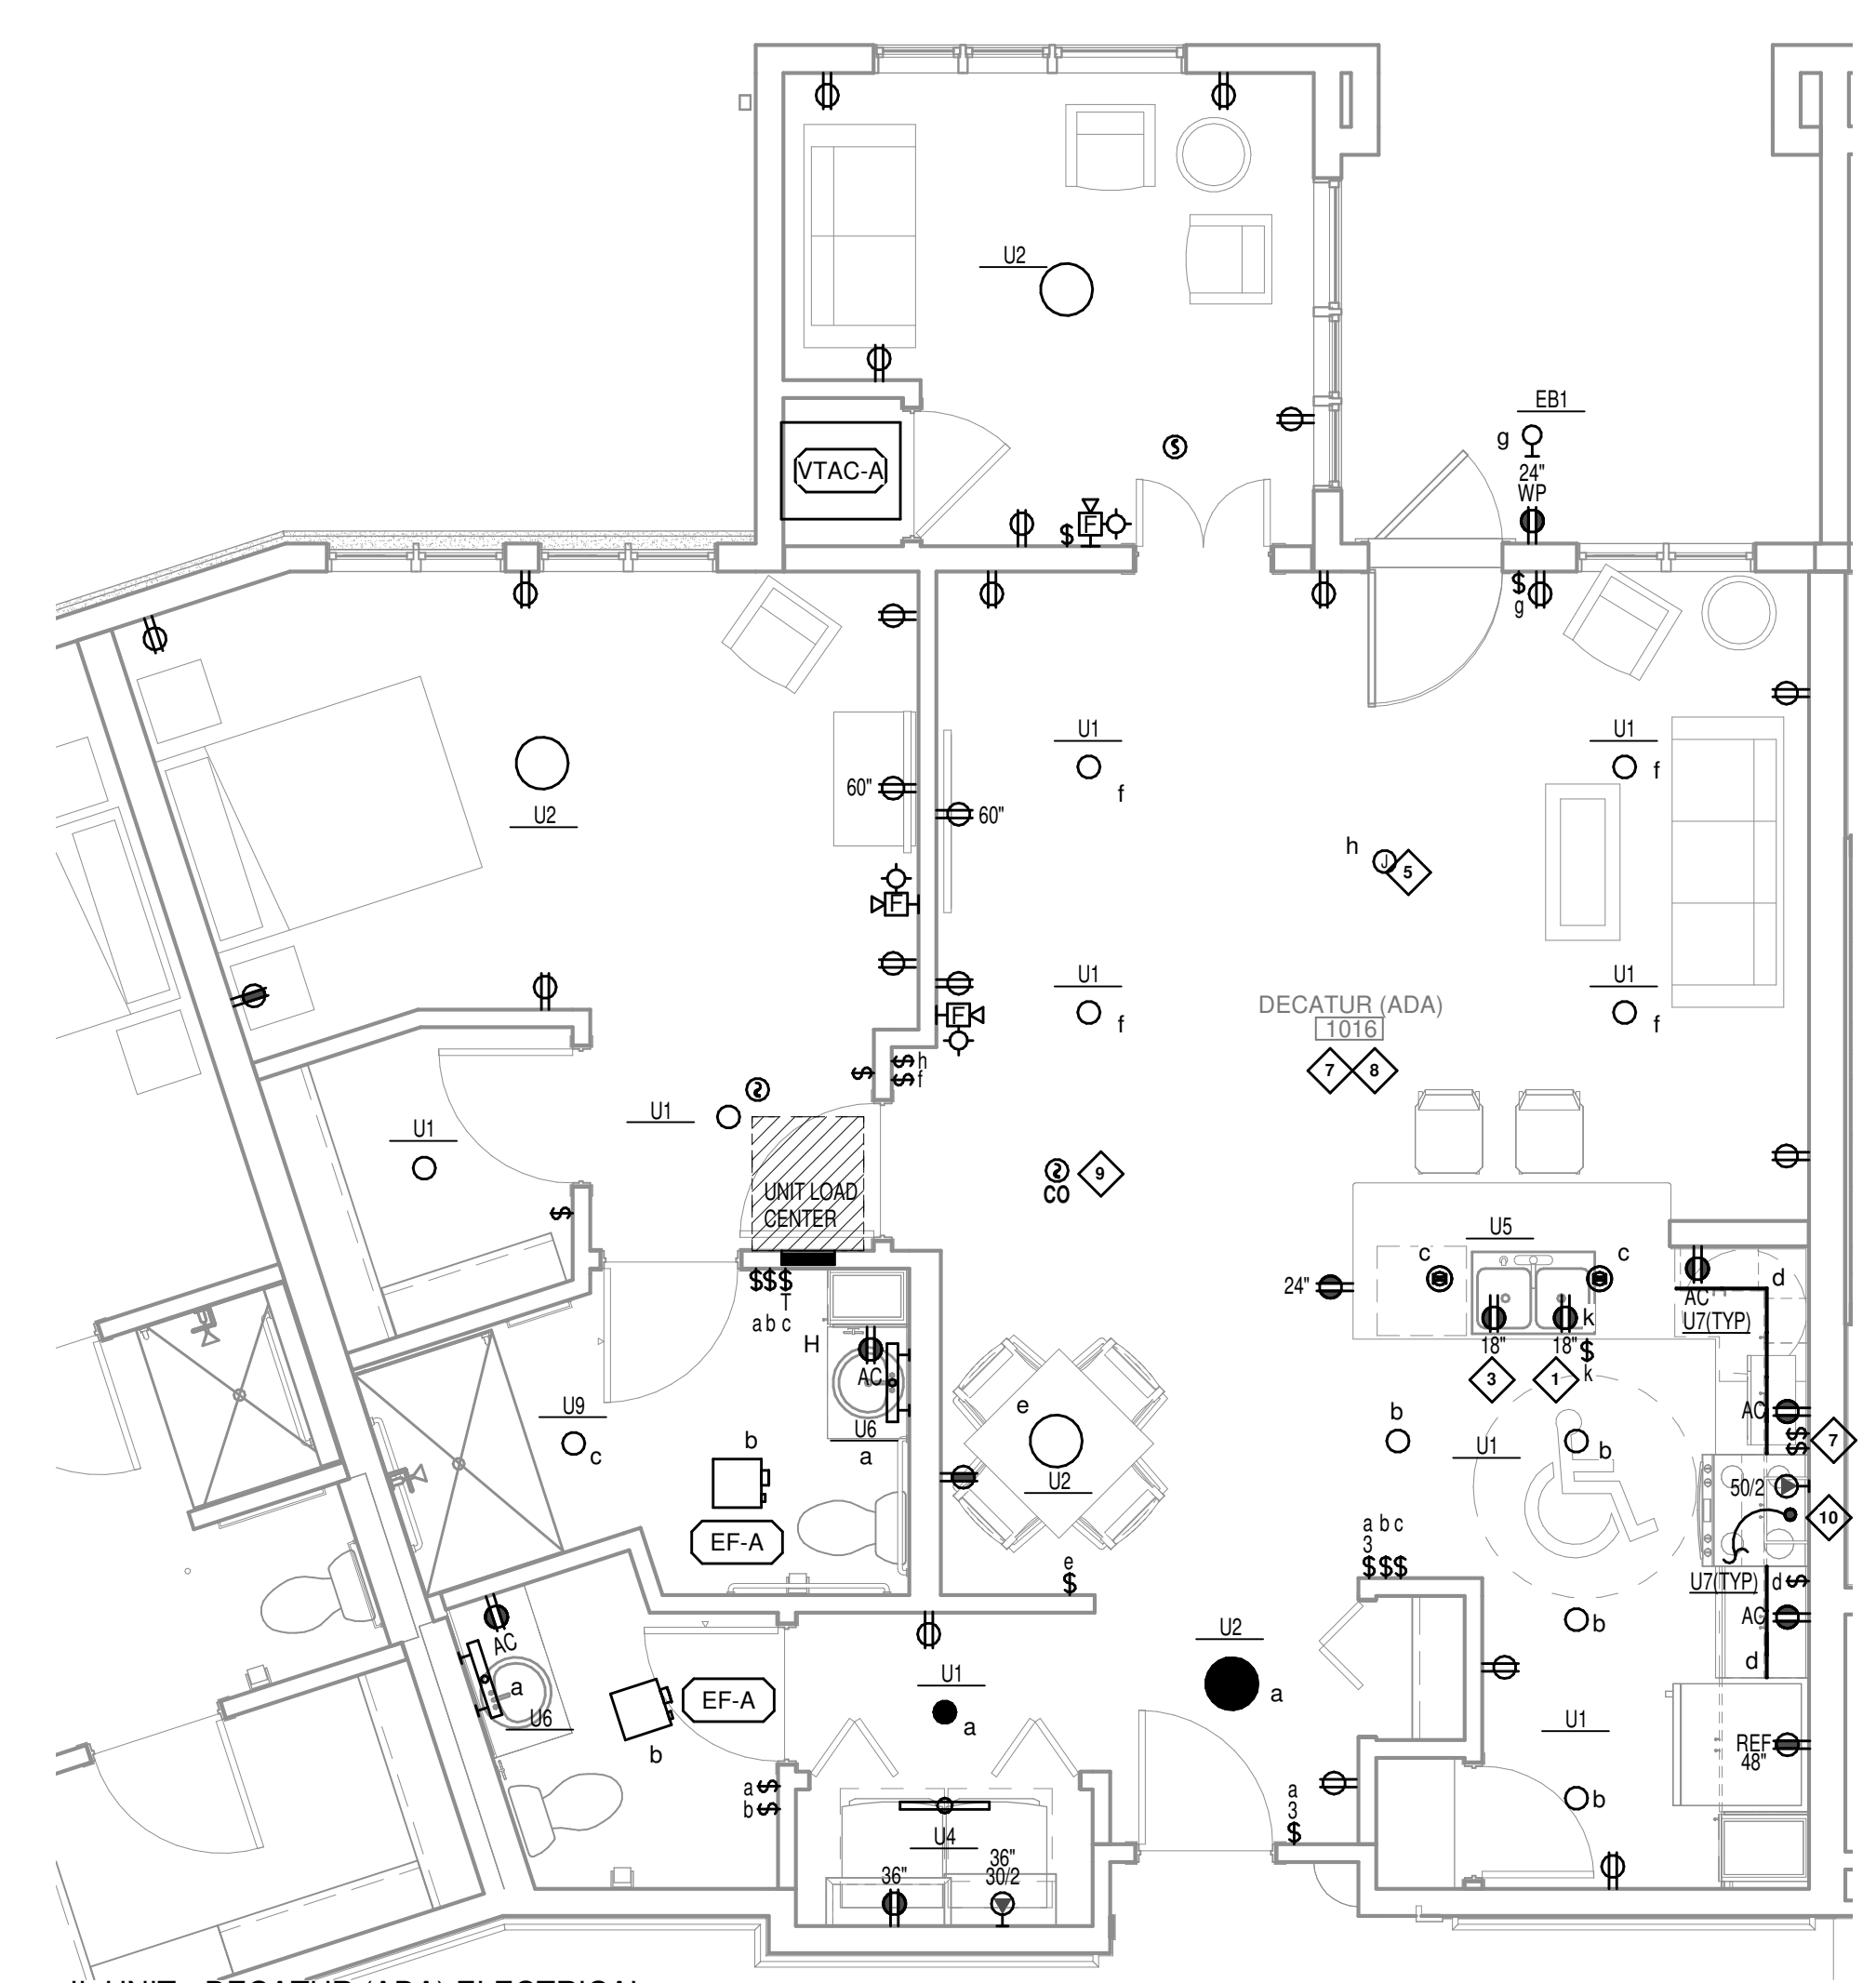 U2
EB1
g
24"
WP
VTAC-A
S
$
F
$
g
U1
f
U1
f
60"
60"
U2
h
J
5
F
U1
f
U1
f
DECATUR (ADA)
1016
F
7
8
$
$ h
$ f
U1
U1
CO
9
$
UNIT LOAD
CENTER
$$$
T
a b c
H
AC
U6
a
U5
c
c
24"
k
18"
18"
$
k
3
1
d
AC
U7(TYP)
AC
$
$
7
U9
c
b
EF-A
e
U2
b
U1
b
50/2
10
a b c
3
$$$
e
$
U7(TYP)
d $
AC
d
b
AC
a
U6
EF-A
b
U1
a
U2
a
U1
REF
48"
b
a $
b $
a
3
$
U4
36"
36"
30/2